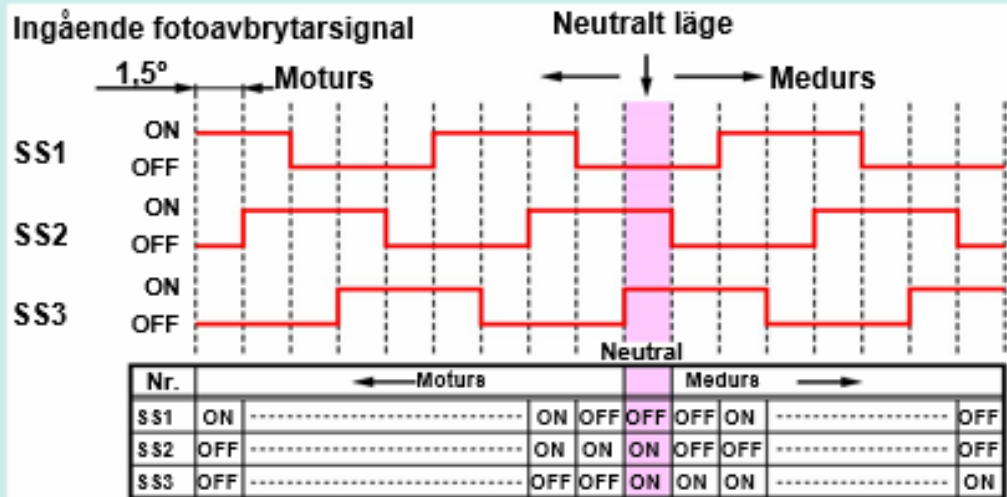 Ingående fotoavbrytarsignal
Neutralt läge
1,5º
Moturs
Medurs
SS1
ON
OFF
SS2
ON
OFF
SS3
ON
OFF
Neutral
Nr. Moturs Medurs
SS1 ON ON OFF OFF OFF ON OFF
SS2 OFF ON ON ON OFF OFF OFF
SS3 OFF OFF OFF ON ON ON ON